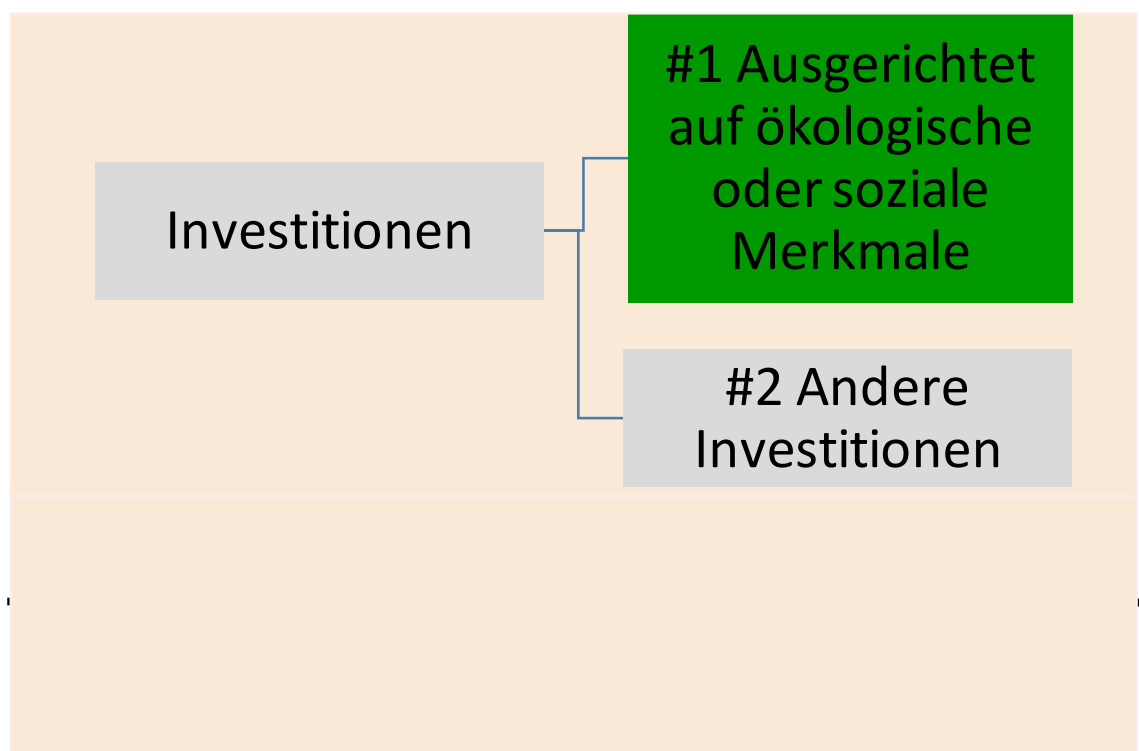 #1 Ausgerichtet
auf ökologische
oder soziale
Merkmale
Investitionen
#2 Andere
Investitionen